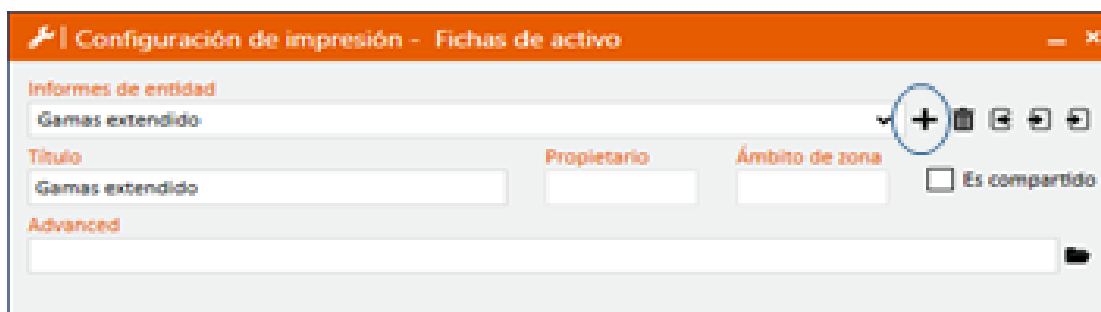 Configuración de impresión - Fichas de activo
Informes de entidad
Gamas extendido
Título Propietario Ámbito de zona
Gamas extendido Es compartido
Advanced